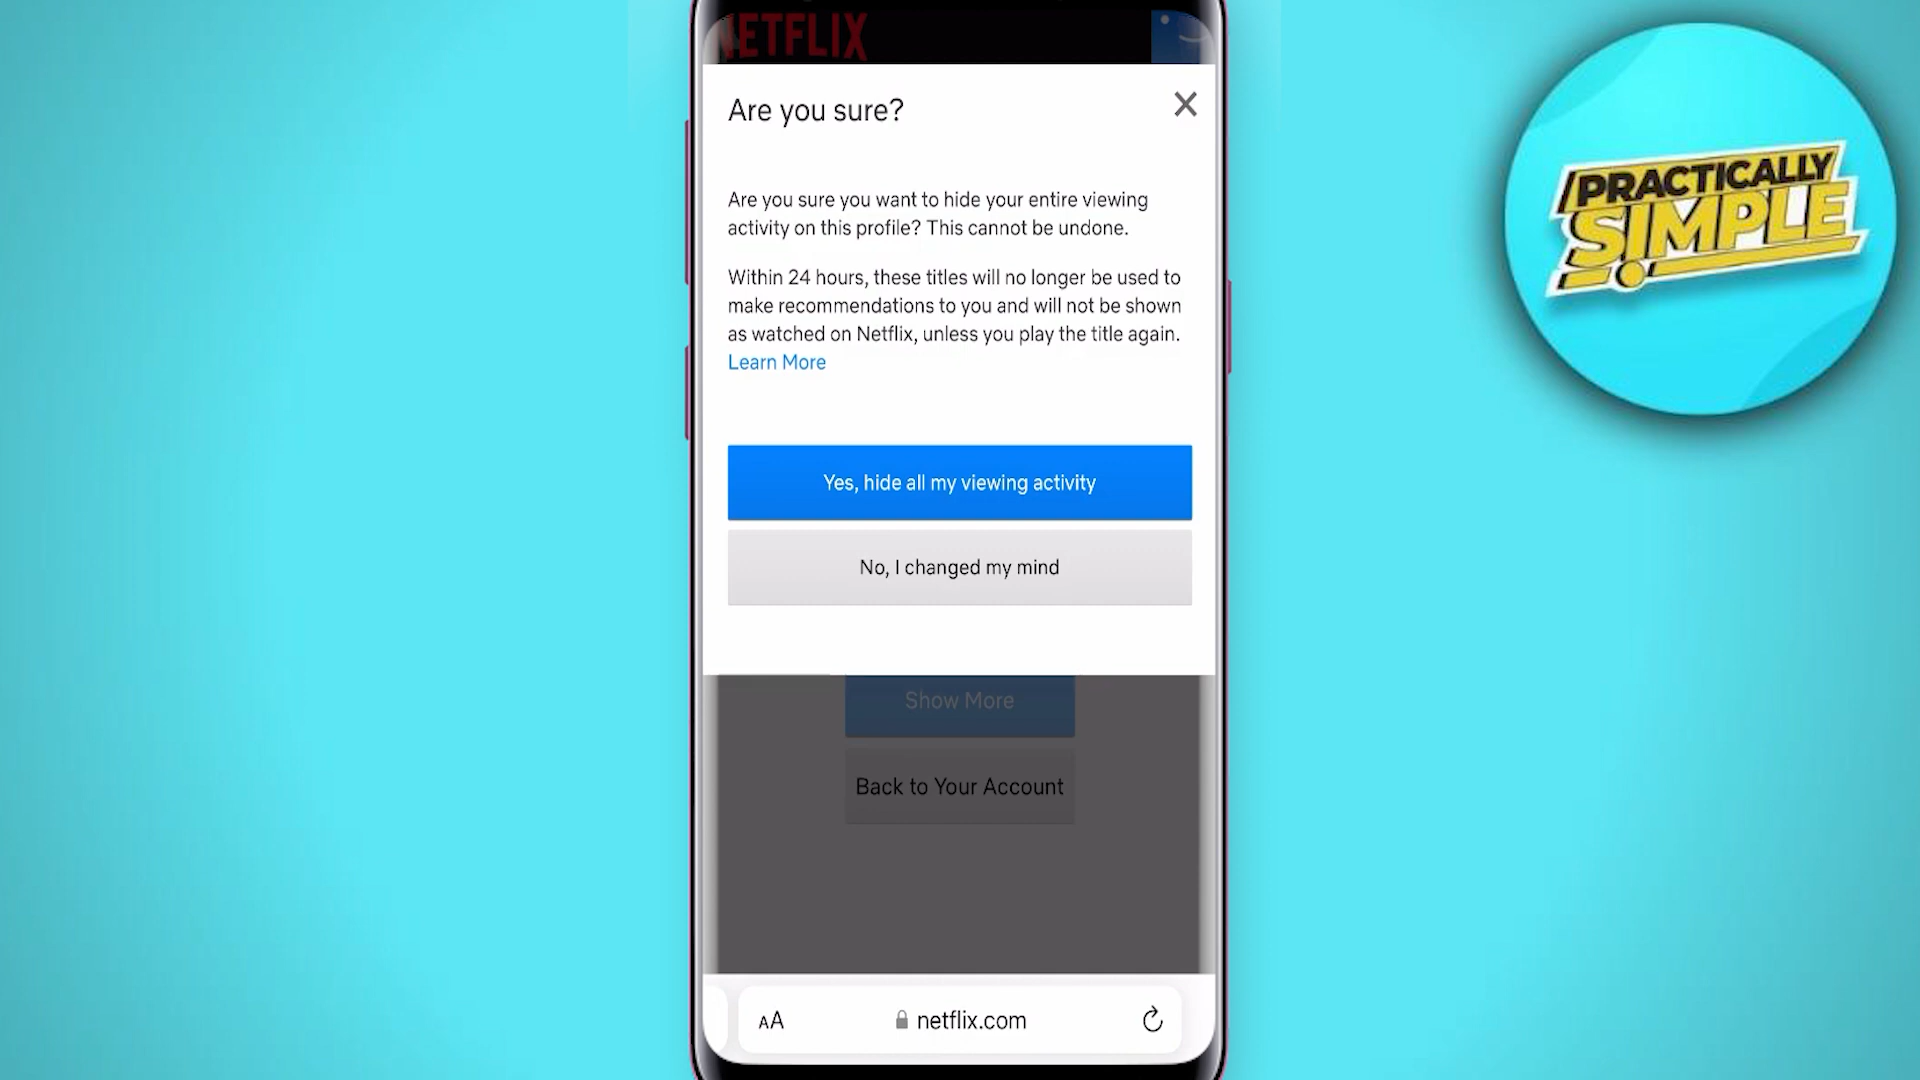 NETFLIX
Are you sure?
Are you sure you want to hide your entire viewing
activity on this profile? This cannot be undone.
Within 24 hours, these titles will no longer be used to
make recommendations to you and will not be shown
as watched on Netflix, unless you play the title again.
Learn More
Yes, hide all my viewing activity
No, I changed my mind
Show More
Back to Your Account
AA
netflix.com
PRACTICALLY
SIMPLE